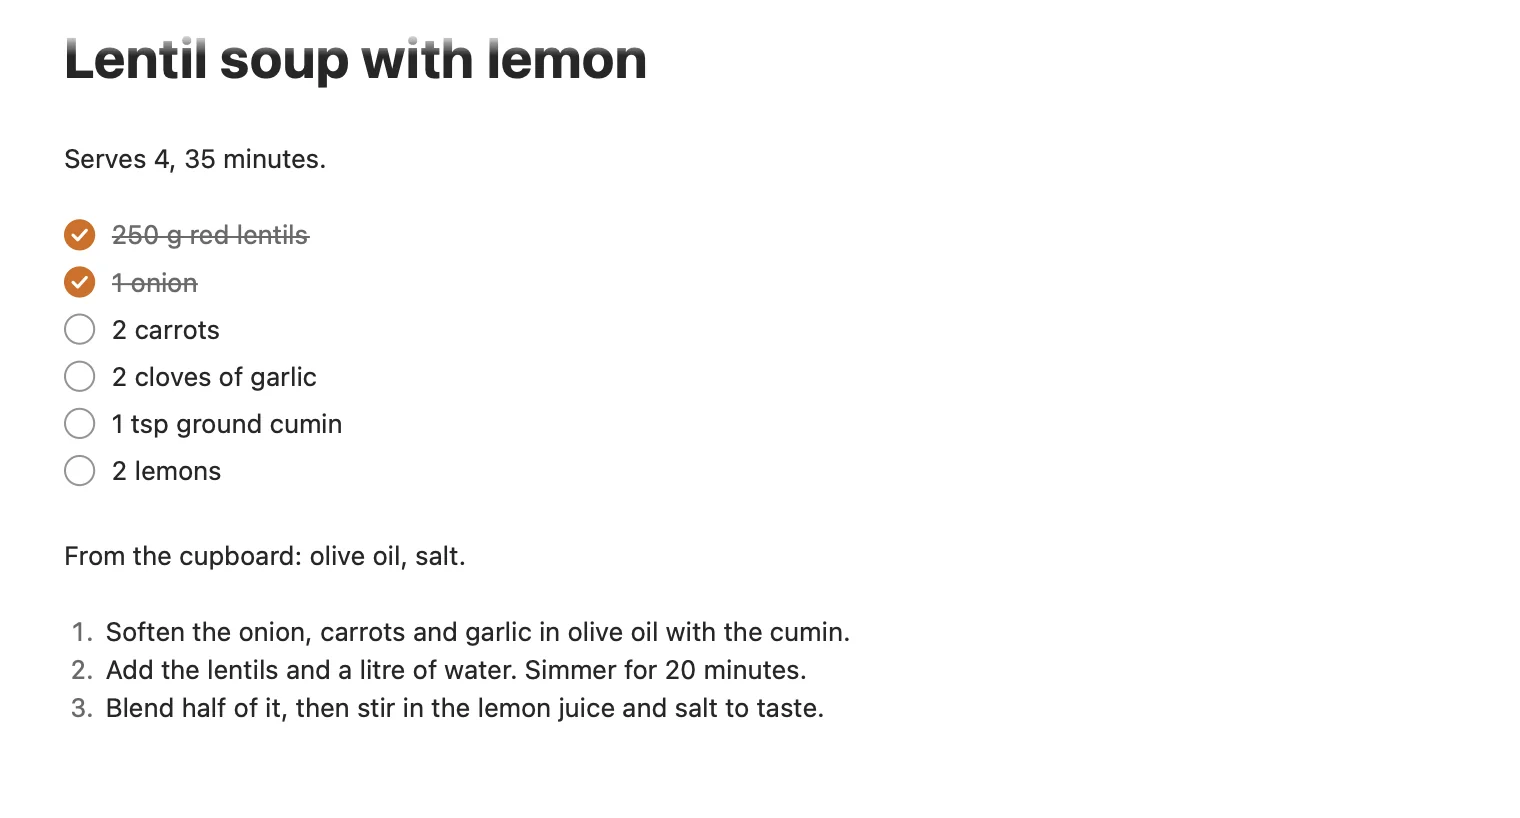 Lentil soup with lemon
Serves 4, 35 minutes.
250 g red lentils
1 onion
2 carrots
2 cloves of garlic
1 tsp ground cumin
2 lemons
From the cupboard: olive oil, salt.
1. Soften the onion, carrots and garlic in olive oil with the cumin.
2. Add the lentils and a litre of water. Simmer for 20 minutes.
3. Blend half of it, then stir in the lemon juice and salt to taste.